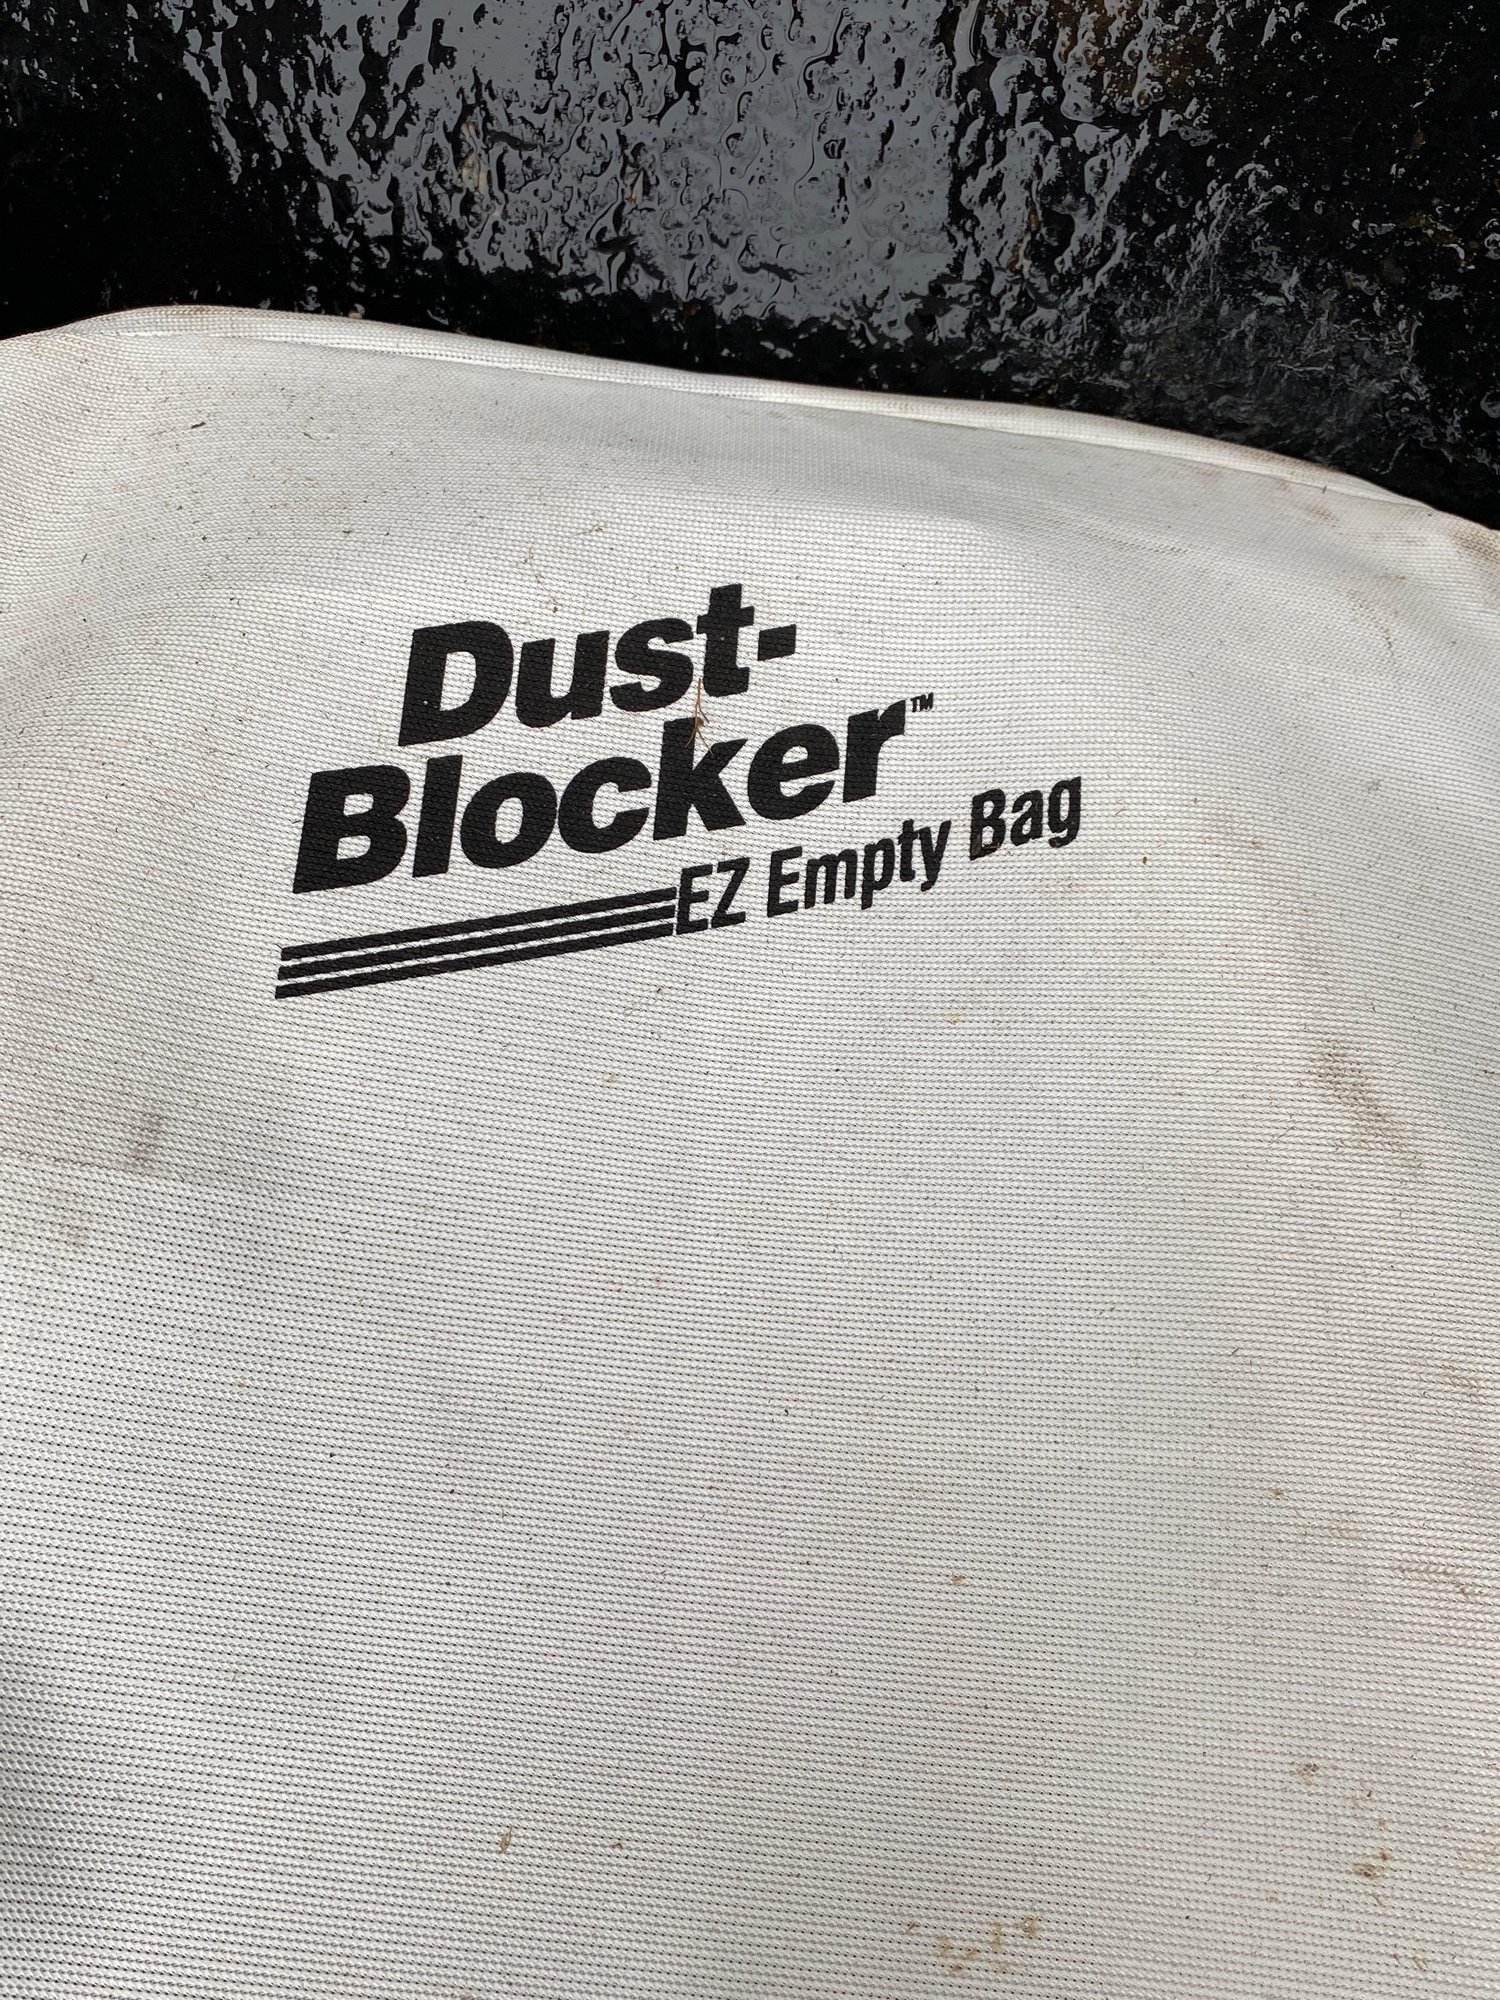 Dust-
Blocker™
EZ Empty Bag